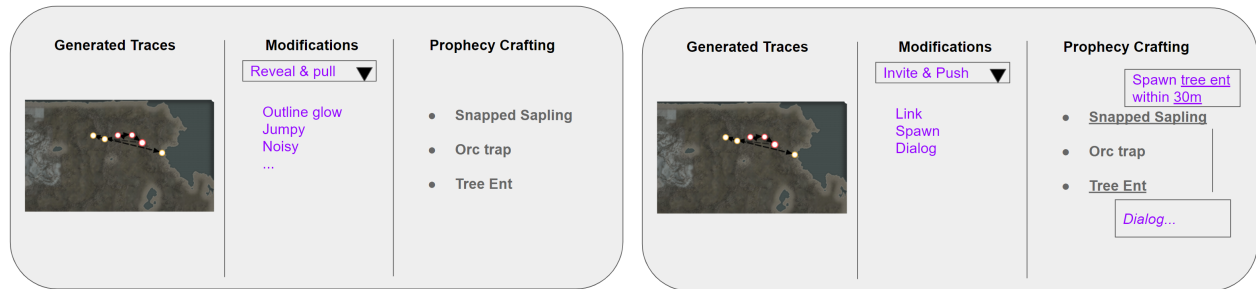 Generated Traces
Modifications
Prophecy Crafting
Reveal & pull
Outline glow
Jumpy
Noisy
...
● Snapped Sapling
● Orc trap
● Tree Ent
Generated Traces
Modifications
Prophecy Crafting
Invite & Push
Link
Spawn
Dialog
Spawn tree ent
within 30m
● Snapped Sapling
● Orc trap
● Tree Ent
Dialog...